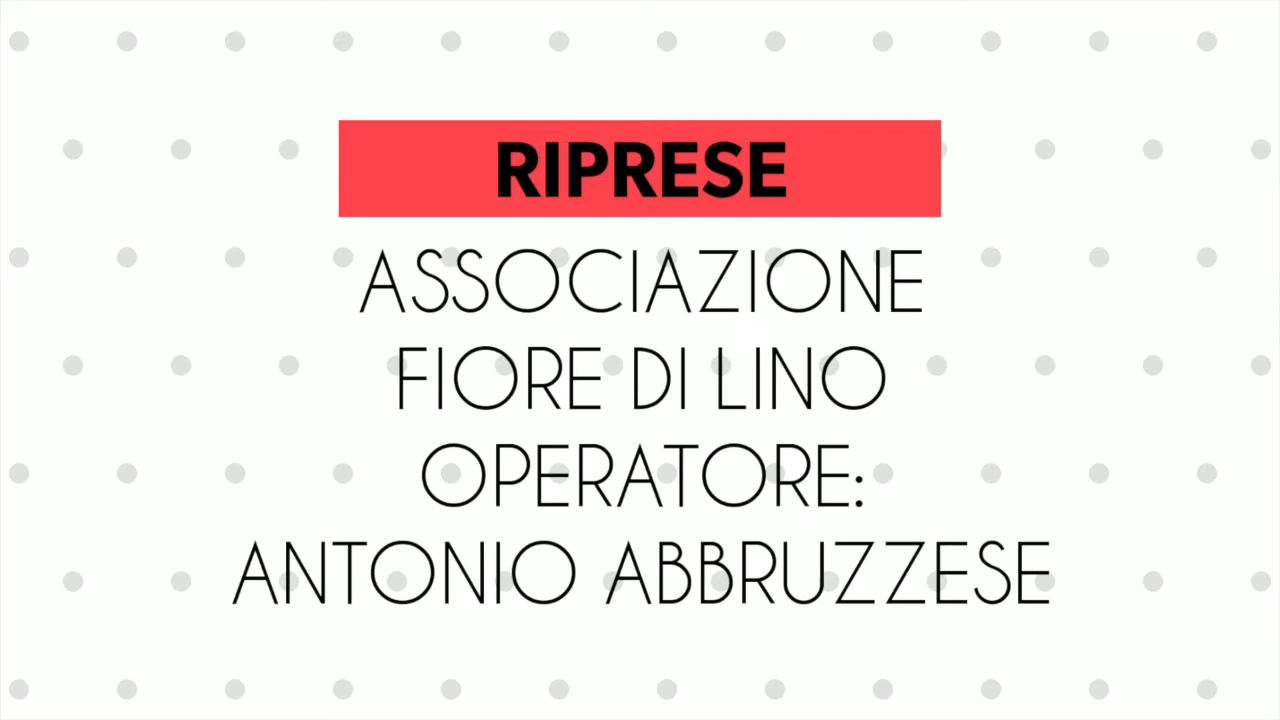 RIPRESE
ASSOCIAZIONE
FIORE DI LINO
OPERATORE:
ANTONIO ABBRUZZESE